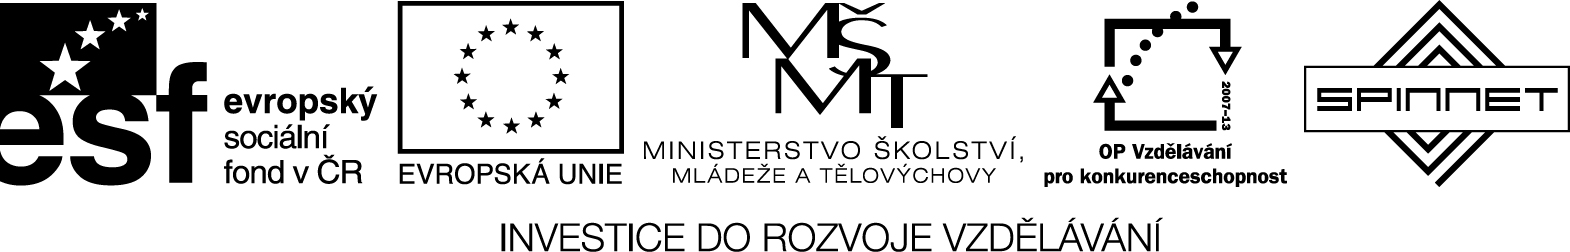 esf
evropský
sociální
fond v ČR
EVROPSKÁ UNIE
MŠMT
MINISTERSTVO ŠKOLSTVÍ,
MLÁDEŽE A TĚLOVÝCHOVY
2007-13
OP Vzdělávání
pro konkurenceschopnost
SPINNET
INVESTICE DO ROZVOJE VZDĚLÁVÁNÍ